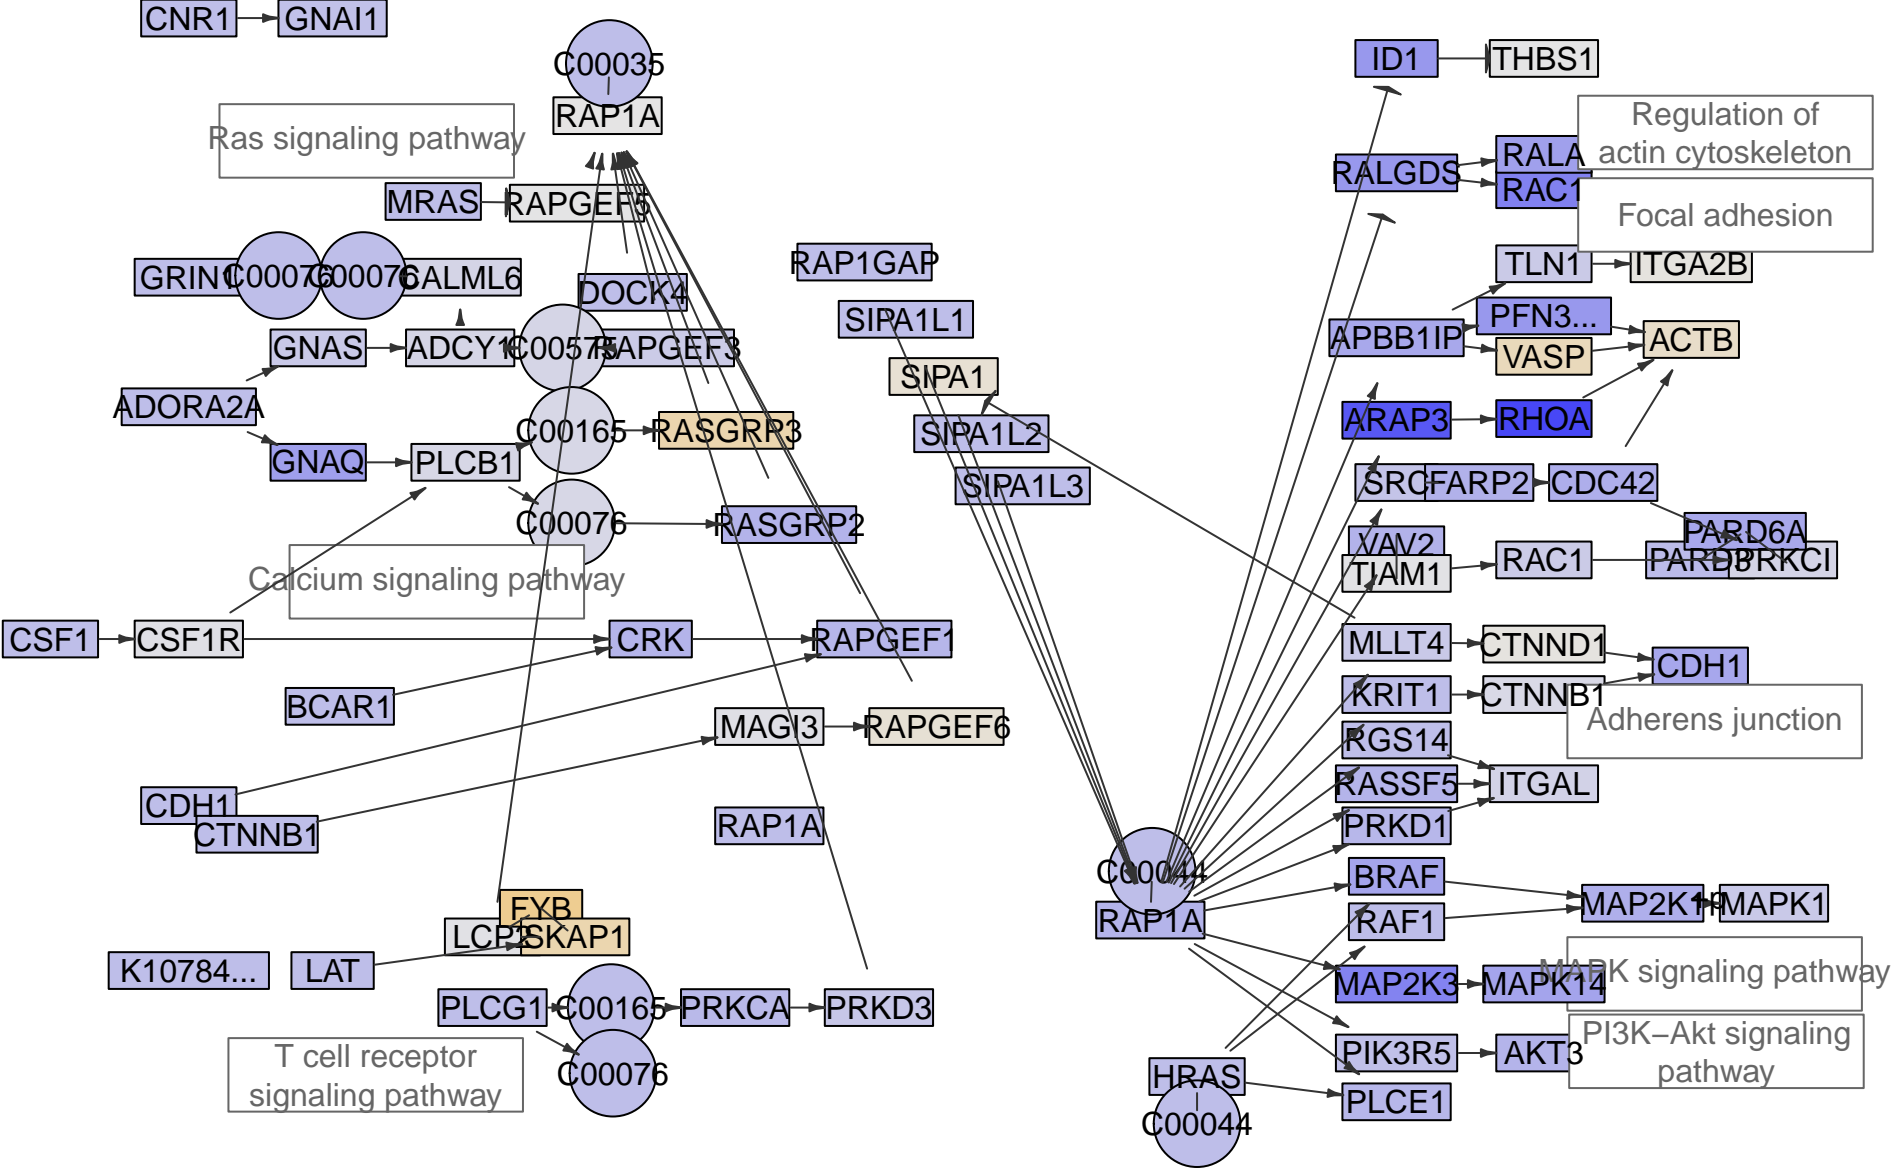 CNR1
GNAI1
C00035
RAP1A
Ras signaling pathway
MRAS
RAPGEF5
GRIN1
C00076
C00076
CALML6
DOCK4
GNAS
ADCY1
C00575
RAPGEF3
ADORA2A
GNAQ
PLCB1
C00165
RASGRP3
C00076
RASGRP2
Calcium signaling pathway
CSF1
CSF1R
CRK
RAPGEF1
BCAR1
MAGI3
RAPGEF6
CDH1
CTNNB1
RAP1A
FYB
LCP2
SKAP1
K10784...
LAT
PLCG1
C00165
PRKCA
PRKD3
C00076
T cell receptor
signaling pathway
RAP1GAP
SIPA1L1
SIPA1
SIPA1L2
SIPA1L3
C00044
RAP1A
HRAS
C00044
ID1
THBS1
Regulation of
actin cytoskeleton
RALGDS
RALA
RAC1
Focal adhesion
TLN1
ITGA2B
APBB1IP
PFN3...
VASP
ACTB
ARAP3
RHOA
SRC
FARP2
CDC42
VAV2
TIAM1
RAC1
PARD6A
PARD3
PRKCI
MLLT4
CTNND1
CDH1
KRIT1
CTNNB1
Adherens junction
RGS14
RASSF5
ITGAL
PRKD1
BRAF
RAF1
MAP2K1
+p
MAPK1
MAPK signaling pathway
MAP2K3
MAPK14
PIK3R5
AKT3
PI3K−Akt signaling
pathway
PLCE1